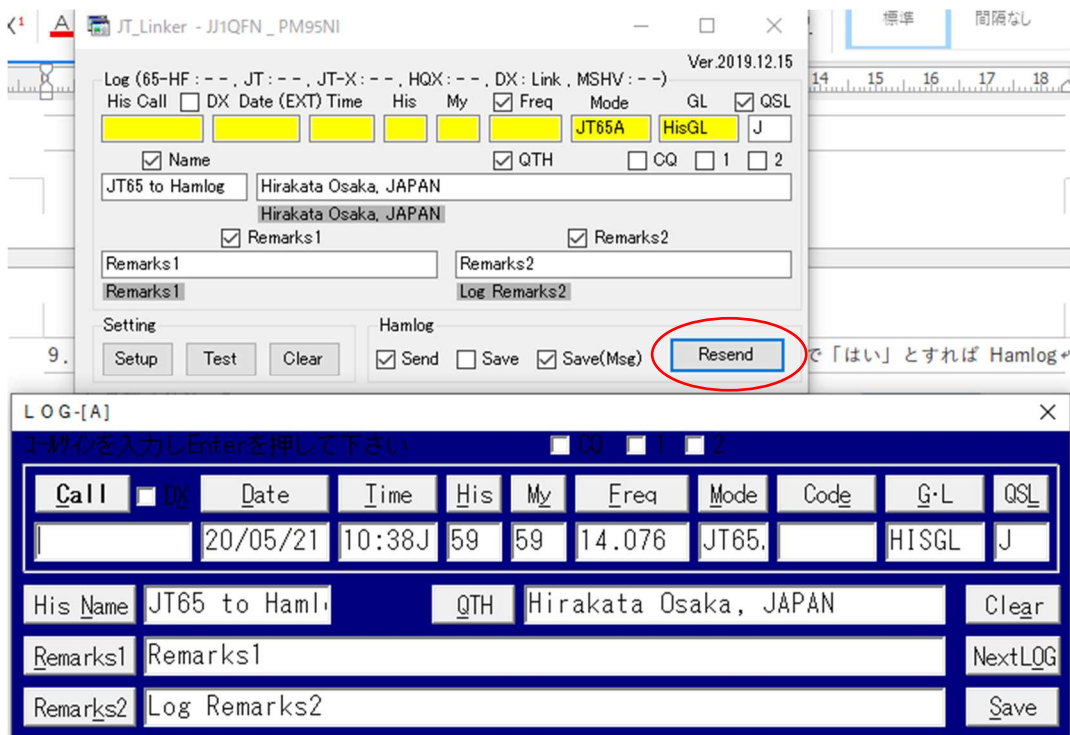 標準 間隔なし
JT_Linker - JJ1QFN _ PM95NI
Ver.2019.12.15
14 15 16 17 18
Log (65-HF : - - , JT : - - , JT-X : - - , HQX : - - , DX : Link , MSHV : - -)
His Call DX Date (EXT) Time His My Freq Mode GL QSL
JT65A HisGL J
Name QTH CQ 1 2
JT65 to Hamlog Hirakata Osaka, JAPAN
Hirakata Osaka, JAPAN
Remarks1 Remarks2
Remarks1 Remarks2
Remarks1 Log Remarks2
Setting Hamlog
9. Setup Test Clear Send Save Save(Msg) Resend で「はい」とすれば Hamlog
LOG-[A]
コールサインを入力しEnterを押して下さい CQ 1 2
Call DX Date Time His My Freq Mode Code G・L QSL
20/05/21 10:38J 59 59 14.076 JT65. HISGL J
His Name JT65 to Haml QTH Hirakata Osaka, JAPAN Clear
Remarks1 Remarks1 NextLOG
Remarks2 Log Remarks2 Save